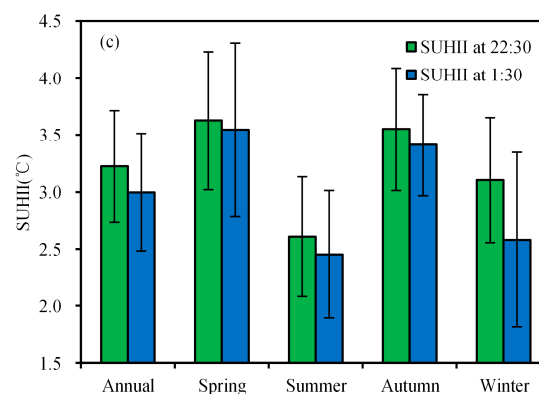 (c)
SUHII at 22:30
SUHII at 1:30
4.5
4.0
3.5
3.0
2.5
2.0
1.5
SUHII(℃)
Annual Spring Summer Autumn Winter